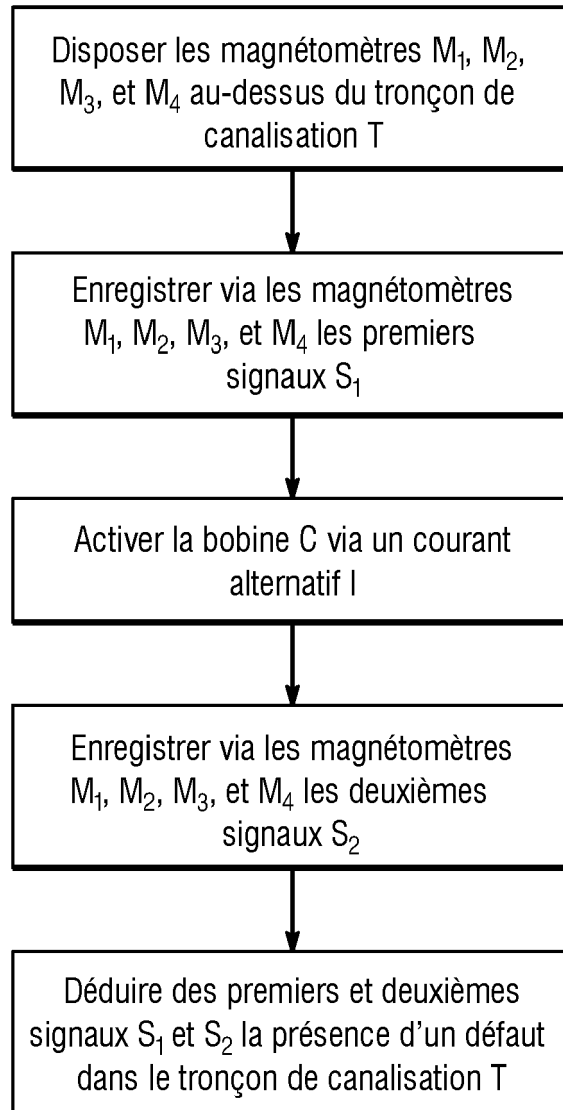 Disposer les magnétomètres M₁, M₂,
M₃, et M₄ au-dessus du tronçon de
canalisation T
Enregistrer via les magnétomètres
M₁, M₂, M₃, et M₄ les premiers
signaux S₁
Activer la bobine C via un courant
alternatif I
Enregistrer via les magnétomètres
M₁, M₂, M₃, et M₄ les deuxièmes
signaux S₂
Déduire des premiers et deuxièmes
signaux S₁ et S₂ la présence d'un défaut
dans le tronçon de canalisation T